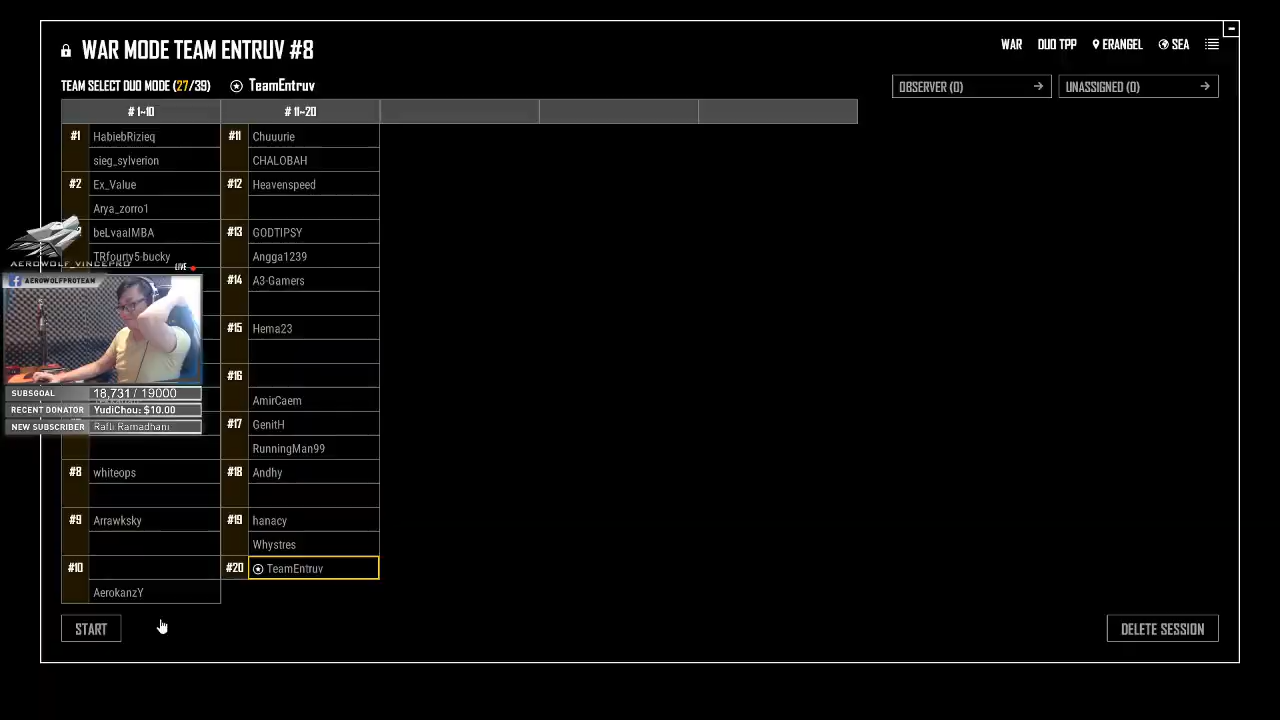 WAR MODE TEAM ENTRUV #8
WAR DUO TPP ERANGEL SEA
TEAM SELECT DUO MODE (27/39) TeamEntruv
OBSERVER (0) UNASSIGNED (0)
# 1~10 # 11~20
#1 HabiebRizieq #11 Chuuurie
sieg_sylverion CHALOBAH
#2 Ex_Value #12 Heavenspeed
Arya_zorro1
beLvaaIMBA #13 GODTIPSY
TRfourty5-bucky Angga1239
AEROWOLF_VINCEPRO
LIVE
AEROWOLFPROTEAM #14 A3-Gamers
#15 Hema23
#16
SUBSGOAL 18,731 / 19000 AmirCaem
RECENT DONATOR YudiChou: $10.00
NEW SUBSCRIBER Rafli Ramadhani #17 GenitH
RunningMan99
#8 whiteops #18 Andhy
#9 Arrawksky #19 hanacy
Whystres
#10 #20 TeamEntruv
AerokanzY
START DELETE SESSION